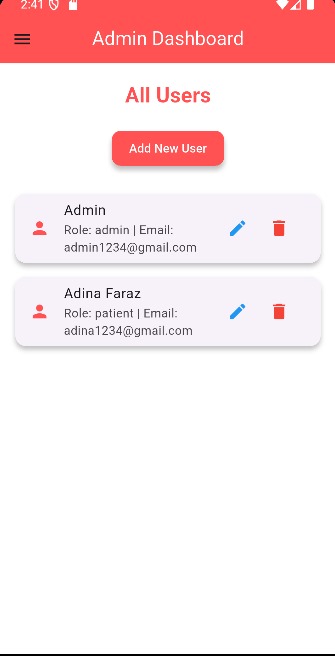 2:41
Admin Dashboard
All Users
Add New User
Admin
Role: admin | Email:
admin1234@gmail.com
Adina Faraz
Role: patient | Email:
adina1234@gmail.com